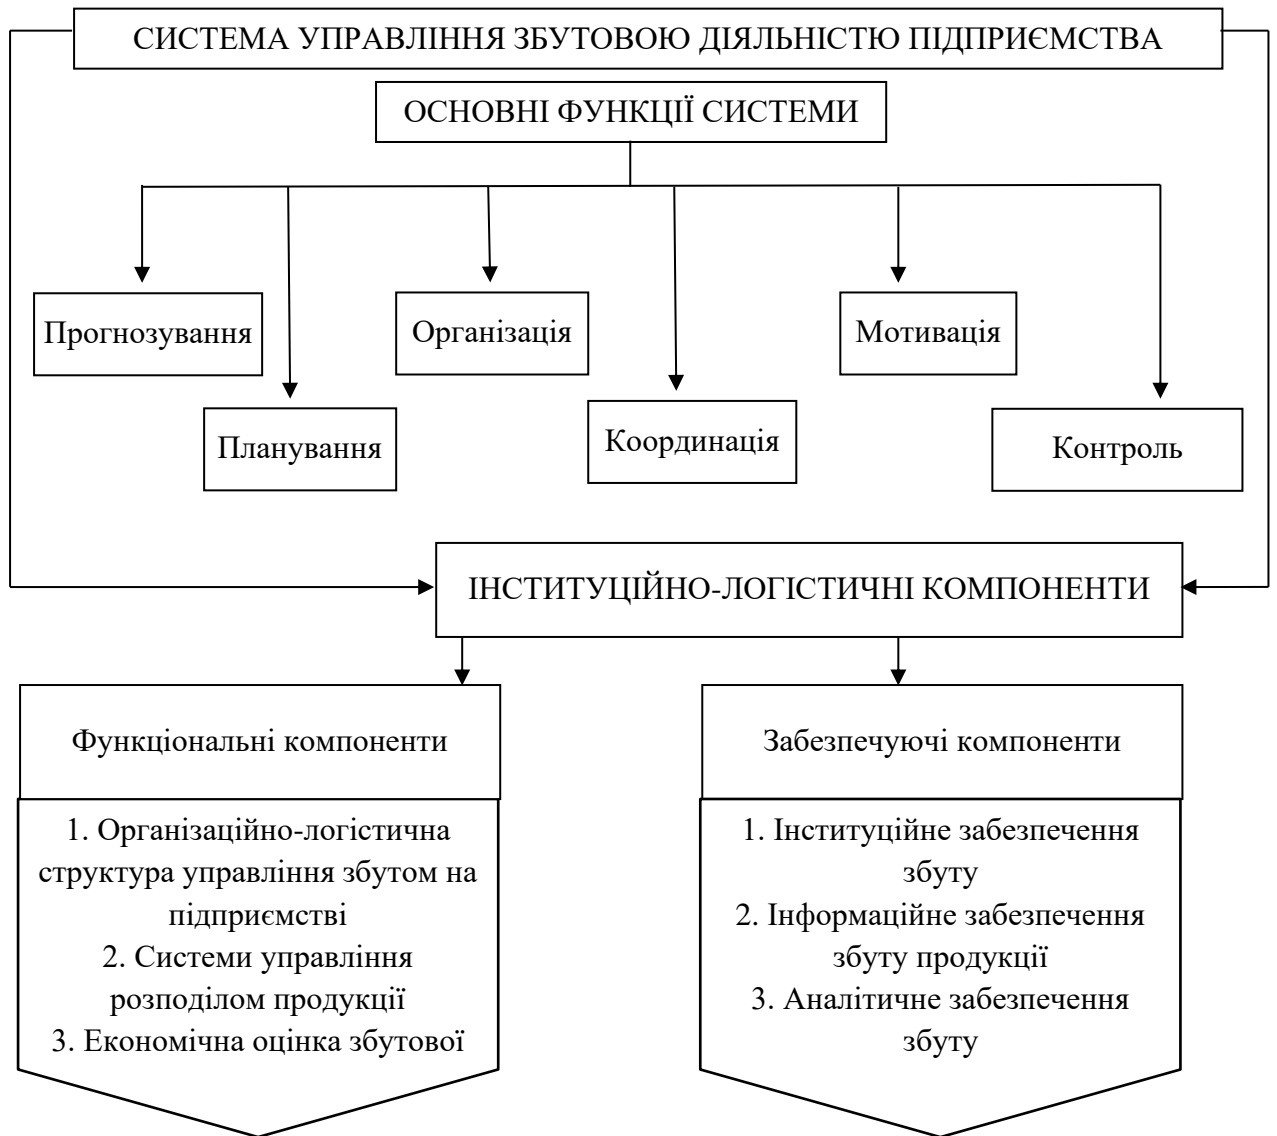 СИСТЕМА УПРАВЛІННЯ ЗБУТОВОЮ ДІЯЛЬНІСТЮ ПІДПРИЄМСТВА
ОСНОВНІ ФУНКЦІЇ СИСТЕМИ
Прогнозування
Організація
Мотивація
Планування
Координація
Контроль
ІНСТИТУЦІЙНО-ЛОГІСТИЧНІ КОМПОНЕНТИ
Функціональні компоненти
1. Організаційно-логістична
структура управління збутом на
підприємстві
2. Системи управління
розподілом продукції
3. Економічна оцінка збутової
Забезпечуючі компоненти
1. Інституційне забезпечення
збуту
2. Інформаційне забезпечення
збуту продукції
3. Аналітичне забезпечення
збуту